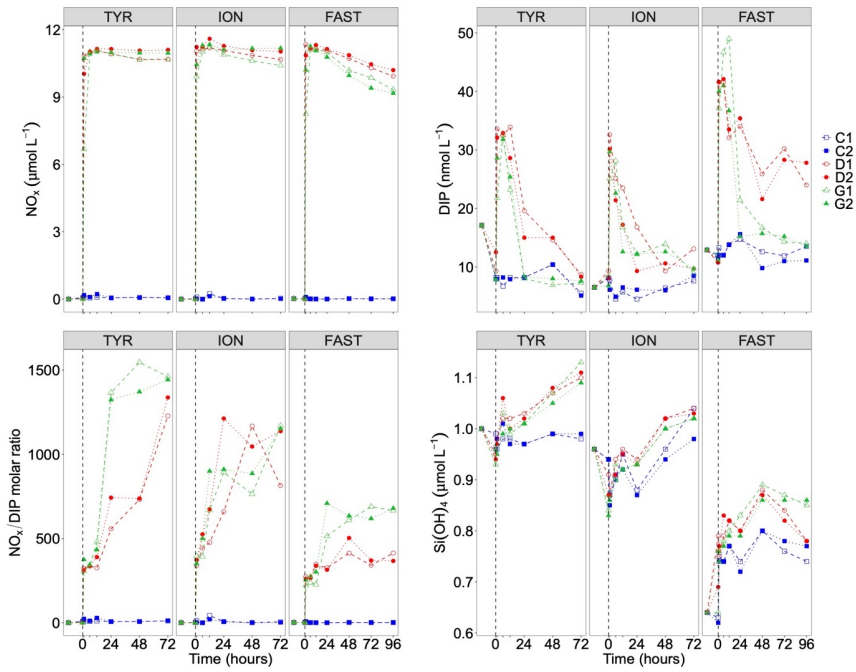 TYR ION FAST
NOₓ (μmol L⁻¹)
12
9
6
3
0
TYR ION FAST
DIP (nmol L⁻¹)
50
40
30
20
10
C1
C2
D1
D2
G1
G2
TYR ION FAST
NOₓ/DIP molar ratio
1500
1000
500
0
0 24 48 72 0 24 48 72 0 24 48 72 96
Time (hours)
TYR ION FAST
Si(OH)₄ (μmol L⁻¹)
1.1
1.0
0.9
0.8
0.7
0.6
0 24 48 72 0 24 48 72 0 24 48 72 96
Time (hours)